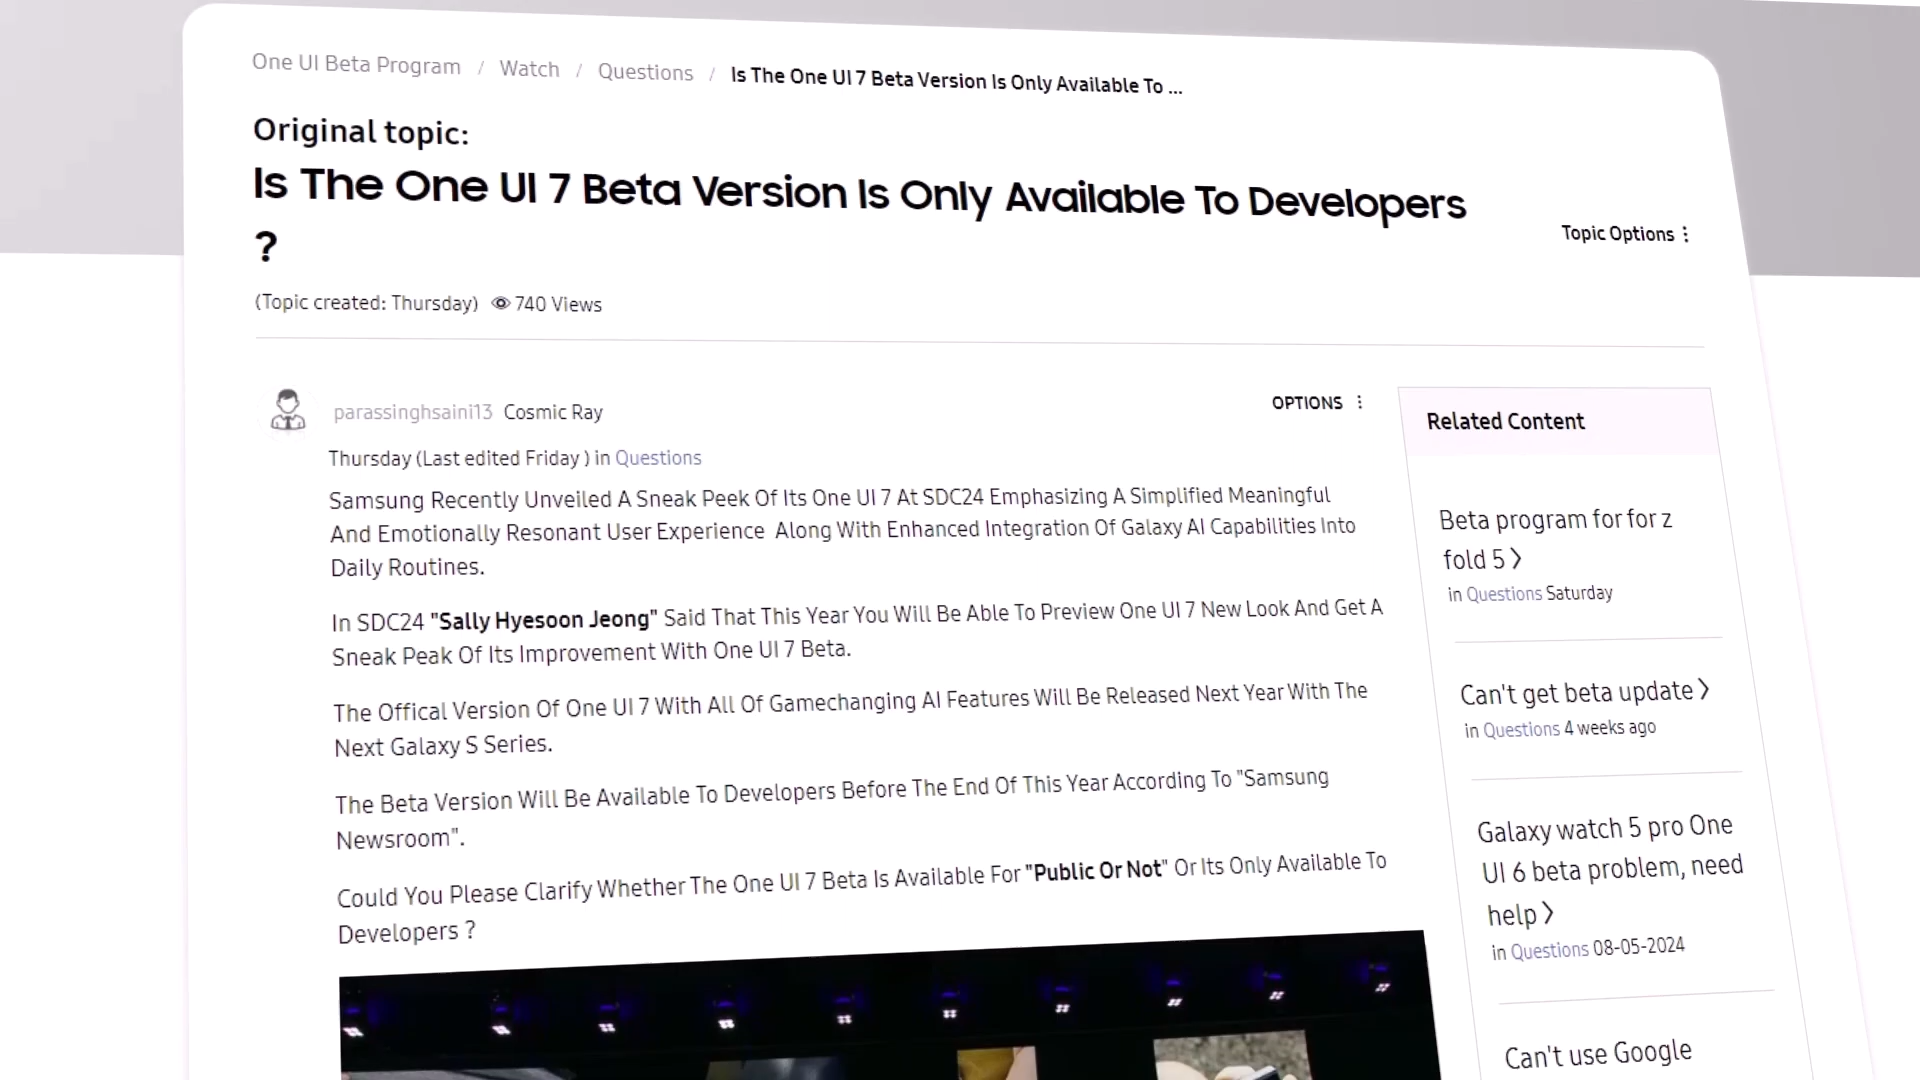 One UI Beta Program / Watch / Questions / Is The One UI 7 Beta Version Is Only Available To ...
Original topic:
Is The One UI 7 Beta Version Is Only Available To Developers
?
Topic Options
(Topic created: Thursday) 740 Views
parassinghsaini13 Cosmic Ray
OPTIONS
Thursday (Last edited Friday ) in Questions
Samsung Recently Unveiled A Sneak Peek Of Its One UI 7 At SDC24 Emphasizing A Simplified Meaningful
And Emotionally Resonant User Experience Along With Enhanced Integration Of Galaxy AI Capabilities Into
Daily Routines.
In SDC24 "Sally Hyesoon Jeong" Said That This Year You Will Be Able To Preview One UI 7 New Look And Get A
Sneak Peak Of Its Improvement With One UI 7 Beta.
The Offical Version Of One UI 7 With All Of Gamechanging AI Features Will Be Released Next Year With The
Next Galaxy S Series.
The Beta Version Will Be Available To Developers Before The End Of This Year According To "Samsung
Newsroom".
Could You Please Clarify Whether The One UI 7 Beta Is Available For "Public Or Not" Or Its Only Available To
Developers ?
Related Content
Beta program for for z
fold 5
in Questions Saturday
Can't get beta update
in Questions 4 weeks ago
Galaxy watch 5 pro One
UI 6 beta problem, need
help
in Questions 08-05-2024
Can't use Google